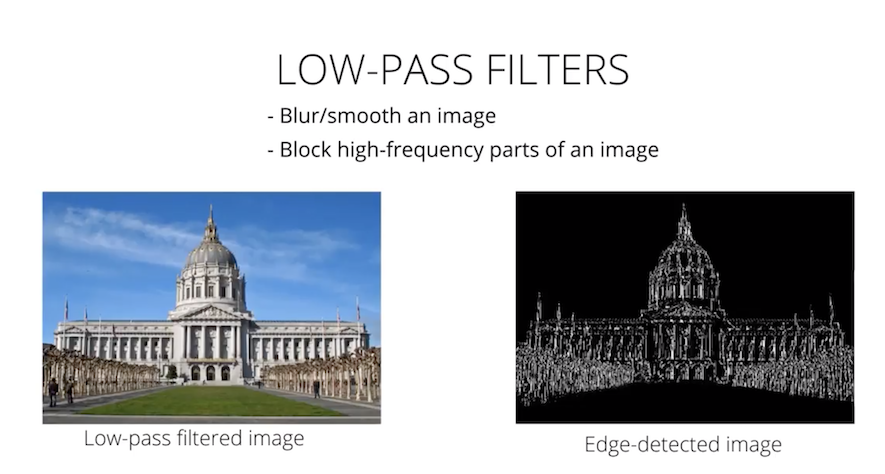 LOW-PASS FILTERS
- Blur/smooth an image
- Block high-frequency parts of an image
Low-pass filtered image
Edge-detected image